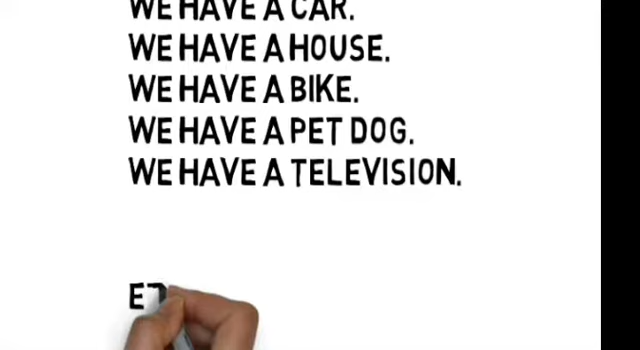 WE HAVE A CAR.
WE HAVE A HOUSE.
WE HAVE A BIKE.
WE HAVE A PET DOG.
WE HAVE A TELEVISION.